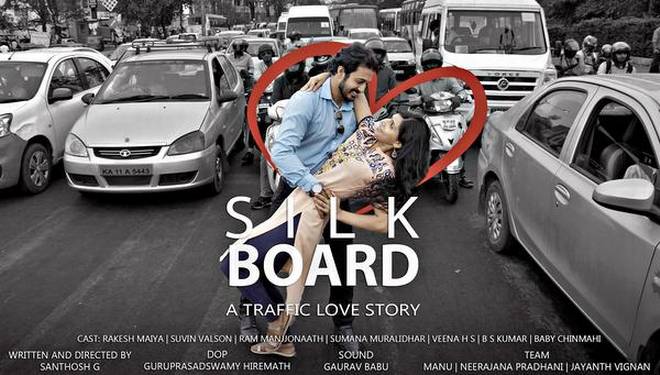 FORCE
KA 11 A 5443
SILK
BOARD
A TRAFFIC LOVE STORY
CAST: RAKESH MAIYA | SUVIN VALSON | RAM MANJJONAATH | SUMANA MURALIDHAR | VEENA H S | B S KUMAR | BABY CHINMAHI
WRITTEN AND DIRECTED BY
SANTHOSH G
DOP
GURUPRASADSWAMY HIREMATH
SOUND
GAURAV BABU
TEAM
MANU | NEERAJANA PRADHANI | JAYANTH VIGNAN